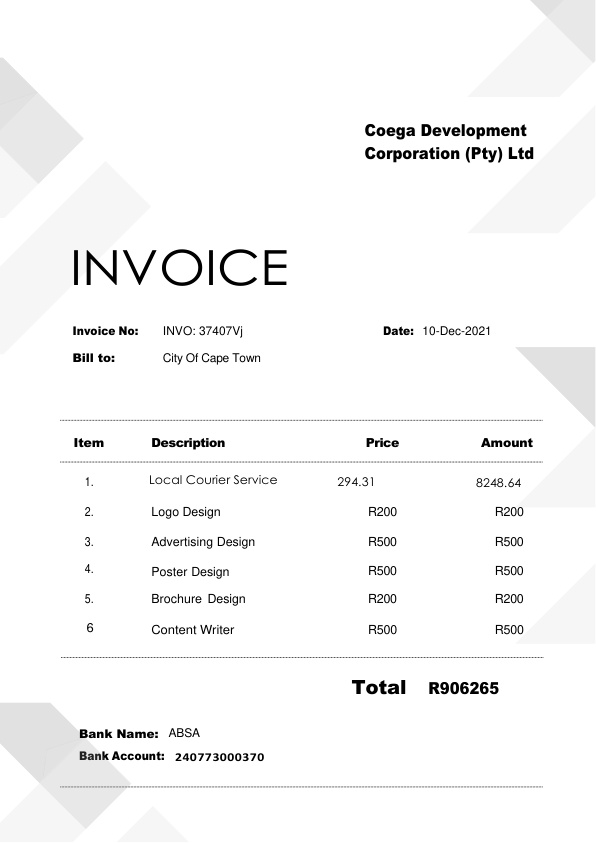 Coega Development
Corporation (Pty) Ltd
INVOICE
Invoice No: INVO: 37407Vj Date: 10-Dec-2021
Bill to: City Of Cape Town
Item Description Price Amount
1. Local Courier Service 294.31 8248.64
2. Logo Design R200 R200
3. Advertising Design R500 R500
4. Poster Design R500 R500
5. Brochure Design R200 R200
6 Content Writer R500 R500
Total R906265
Bank Name: ABSA
Bank Account: 240773000370